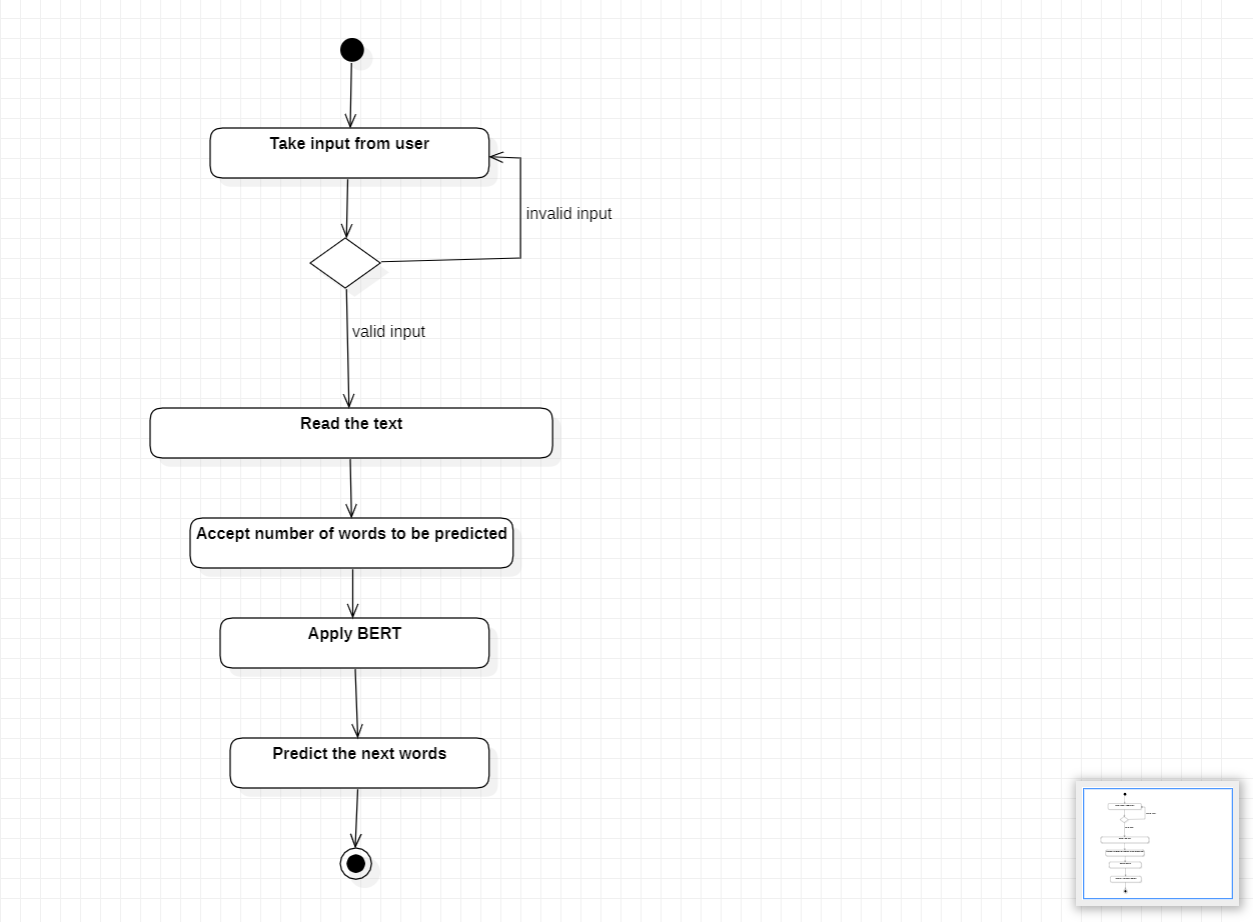 Take input from user
invalid input
valid input
Read the text
Accept number of words to be predicted
Apply BERT
Predict the next words